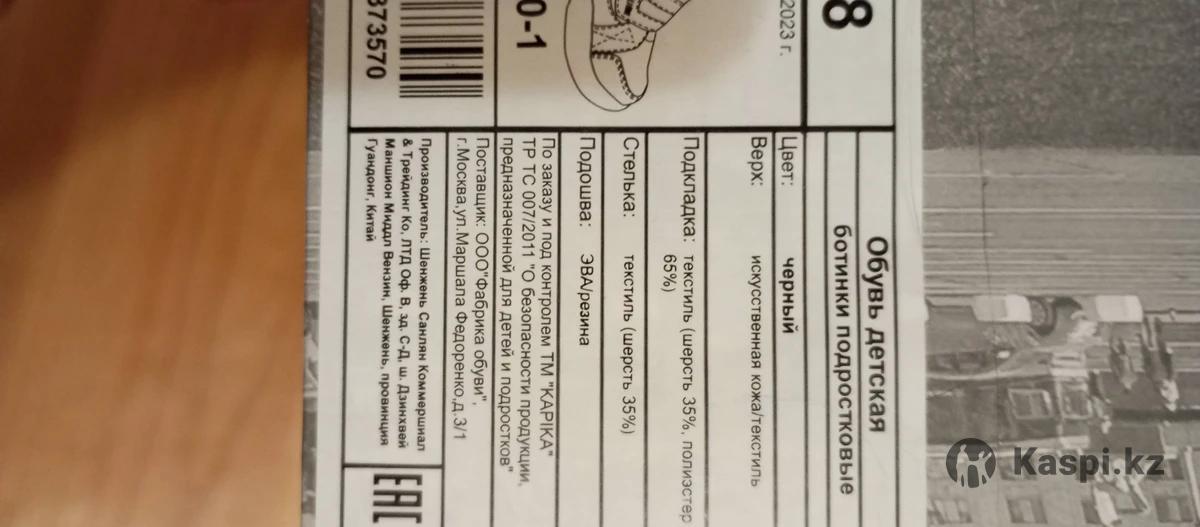 8
2023 г.
0-1
373570
Обувь детская
ботинки подростковые
Цвет: черный
Верх: искусственная кожа/текстиль
Подкладка: текстиль (шерсть 35%, полиэстер
65%)
Стелька: текстиль (шерсть 35%)
Подошва: ЭВА/резина
По заказу и под контролем ТМ "KAPIKA"
ТР ТС 007/2011 "О безопасности продукции,
предназначенной для детей и подростков"
Поставщик: ООО"Фабрика обуви",
г.Москва,ул.Маршала Федоренко,д.3/1
Производитель: Шенжень Санлян Коммершиал
& Трейдинг Ко, ЛТД Оф. В, зд. С-Д, ш. Дзинхвей
Маншион Миддл Вензин, Шенжень, провинция
Гуандонг, Китай
EAC
Kaspi.kz